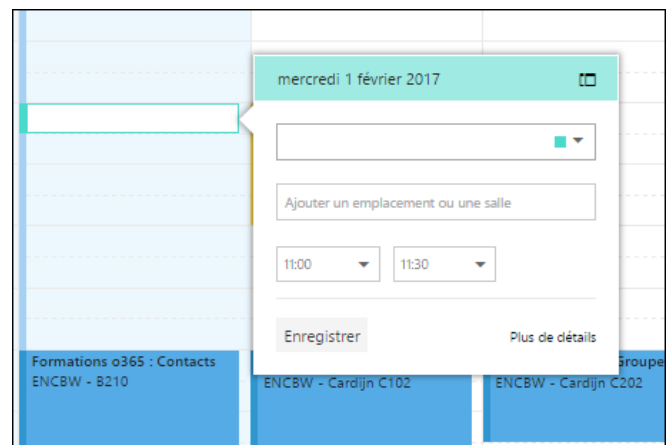 mercredi 1 février 2017
Ajouter un emplacement ou une salle
11:00
11:30
Enregistrer
Plus de détails
Formations o365 : Contacts
ENCBW - B210
ENCBW - Cardijn C102
Groupe
ENCBW - Cardijn C202